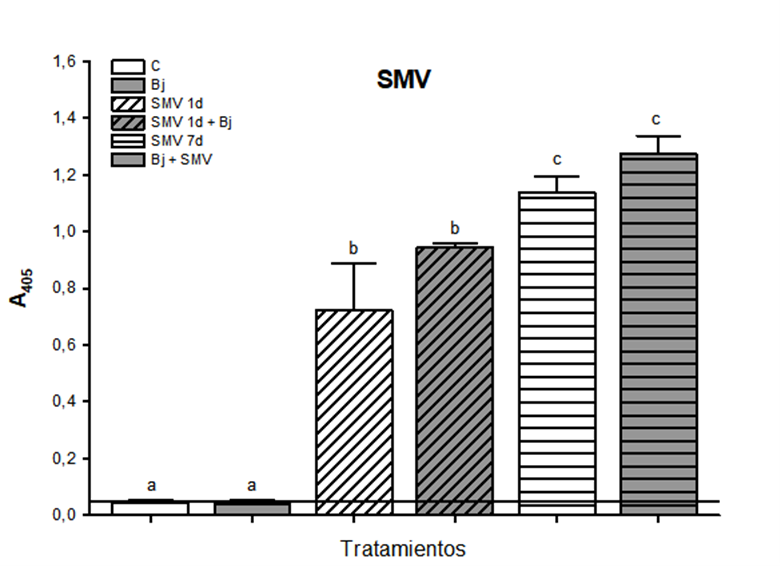 SMV
C
Bj
SMV 1d
SMV 1d + Bj
SMV 7d
Bj + SMV
1,6
1,4
1,2
1,0
0,8
0,6
0,4
0,2
0,0
A405
a
a
b
b
c
c
Tratamientos